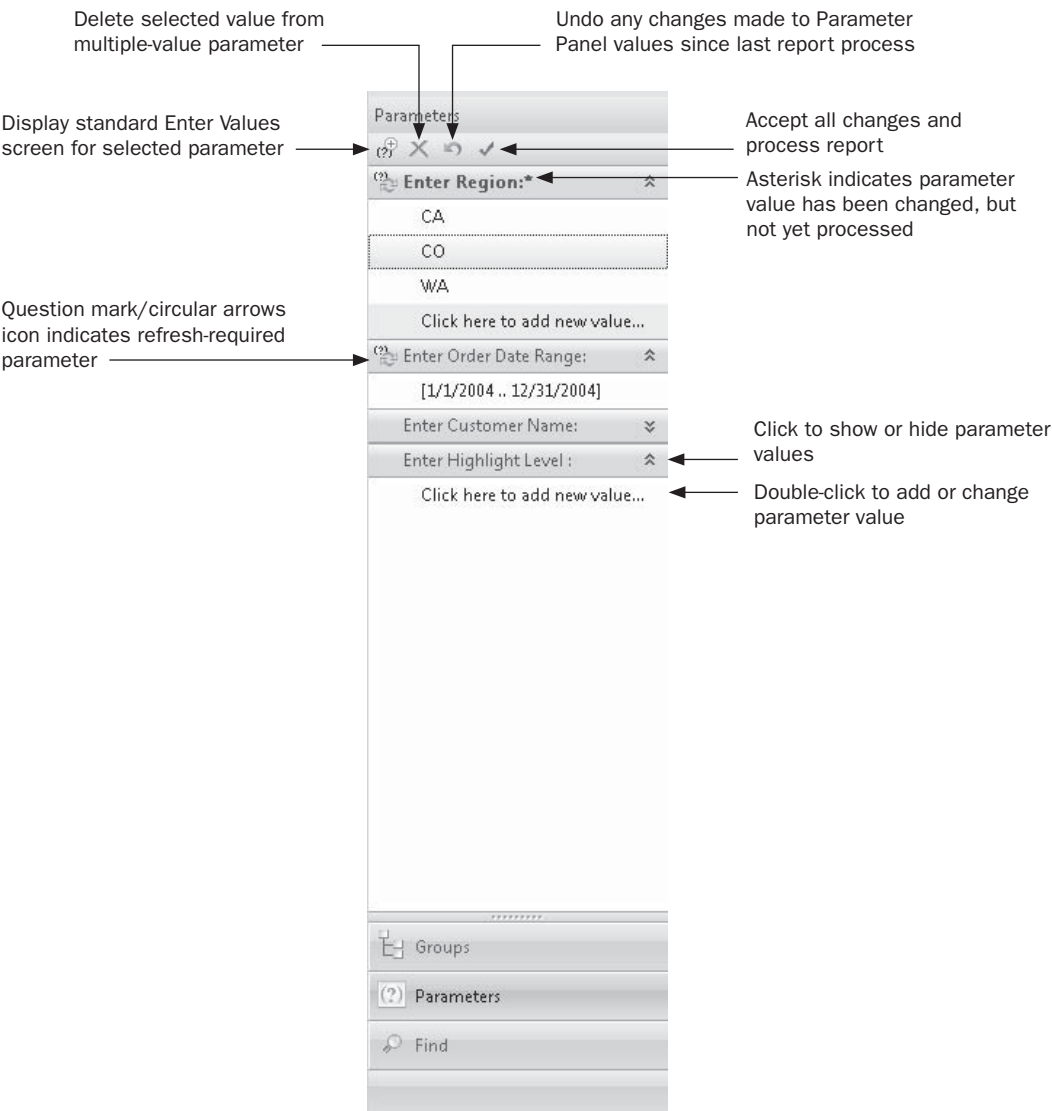 Delete selected value from
multiple-value parameter
Undo any changes made to Parameter
Panel values since last report process
Display standard Enter Values
screen for selected parameter
Parameters
Accept all changes and
process report
Enter Region:*
Asterisk indicates parameter
value has been changed, but
not yet processed
CA
CO
WA
Click here to add new value...
Question mark/circular arrows
icon indicates refresh-required
parameter
(?) Enter Order Date Range:
[1/1/2004 .. 12/31/2004]
Enter Customer Name:
Enter Highlight Level :
Click to show or hide parameter
values
Click here to add new value...
Double-click to add or change
parameter value
Groups
(?) Parameters
Find